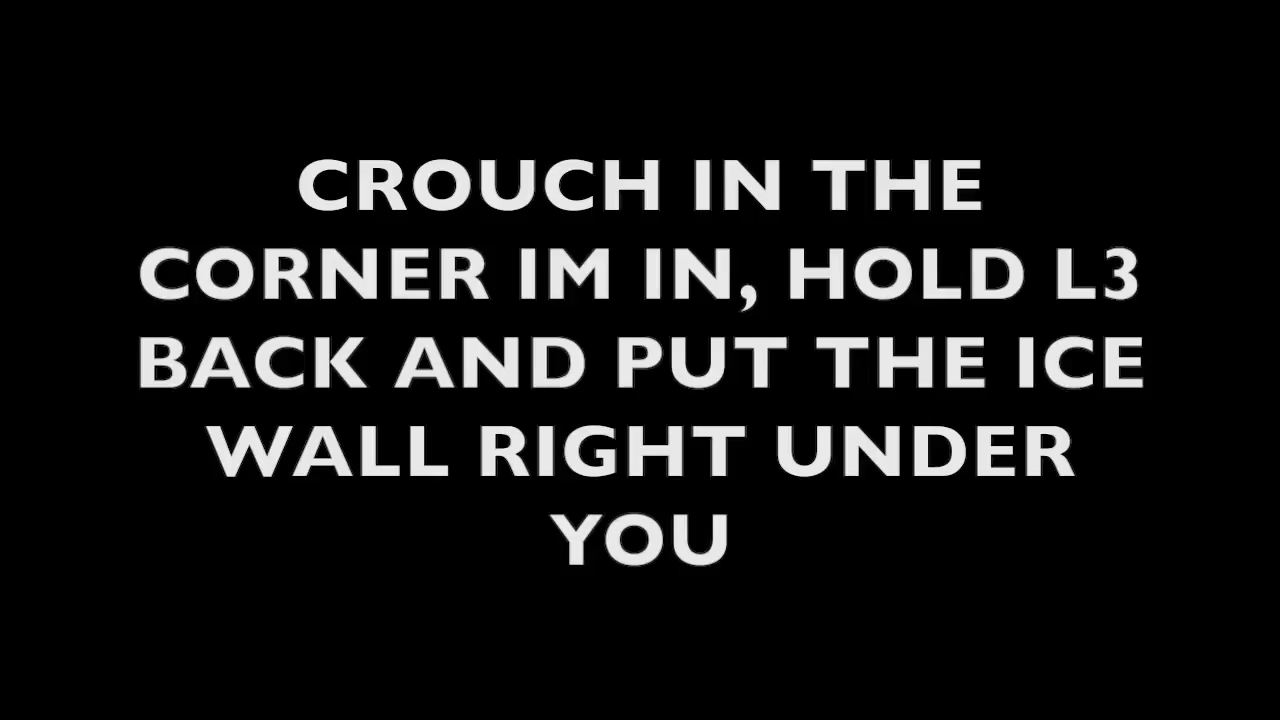 CROUCH IN THE
CORNER IM IN, HOLD L3
BACK AND PUT THE ICE
WALL RIGHT UNDER
YOU